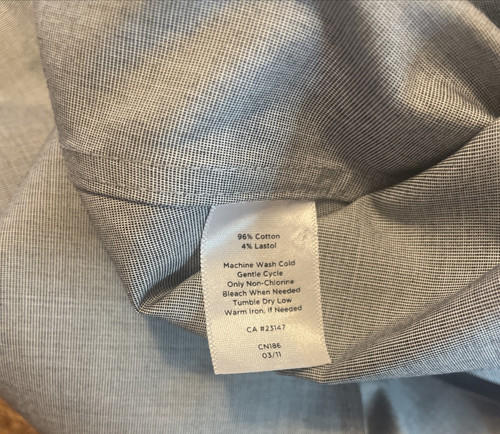 96% Cotton
4% Lastol
Machine Wash Cold
Gentle Cycle
Only Non-Chlorine
Bleach When Needed
Tumble Dry Low
Warm Iron, If Needed
CA #23147
CN186
03/11